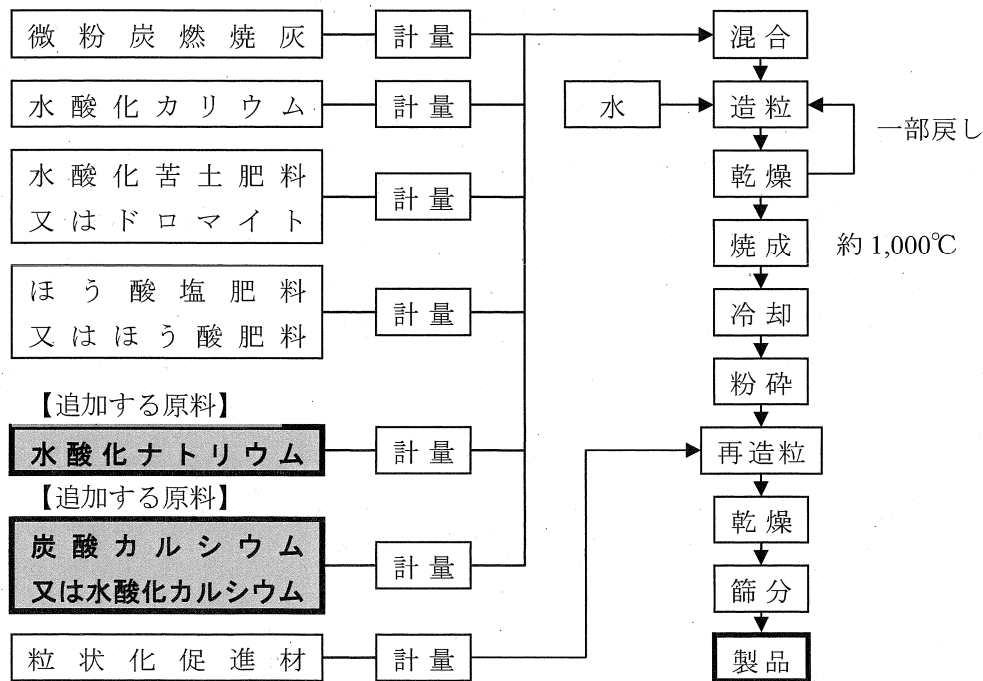 微粉炭燃焼灰
計量
水酸化カリウム
計量
水酸化苦土肥料
又はドロマイト
計量
ほう酸塩肥料
又はほう酸肥料
計量
【追加する原料】
水酸化ナトリウム
計量
【追加する原料】
炭酸カルシウム
又は水酸化カルシウム
計量
粒状化促進材
計量
混合
水
造粒
一部戻し
乾燥
焼成
約1,000℃
冷却
粉砕
再造粒
乾燥
篩分
製品